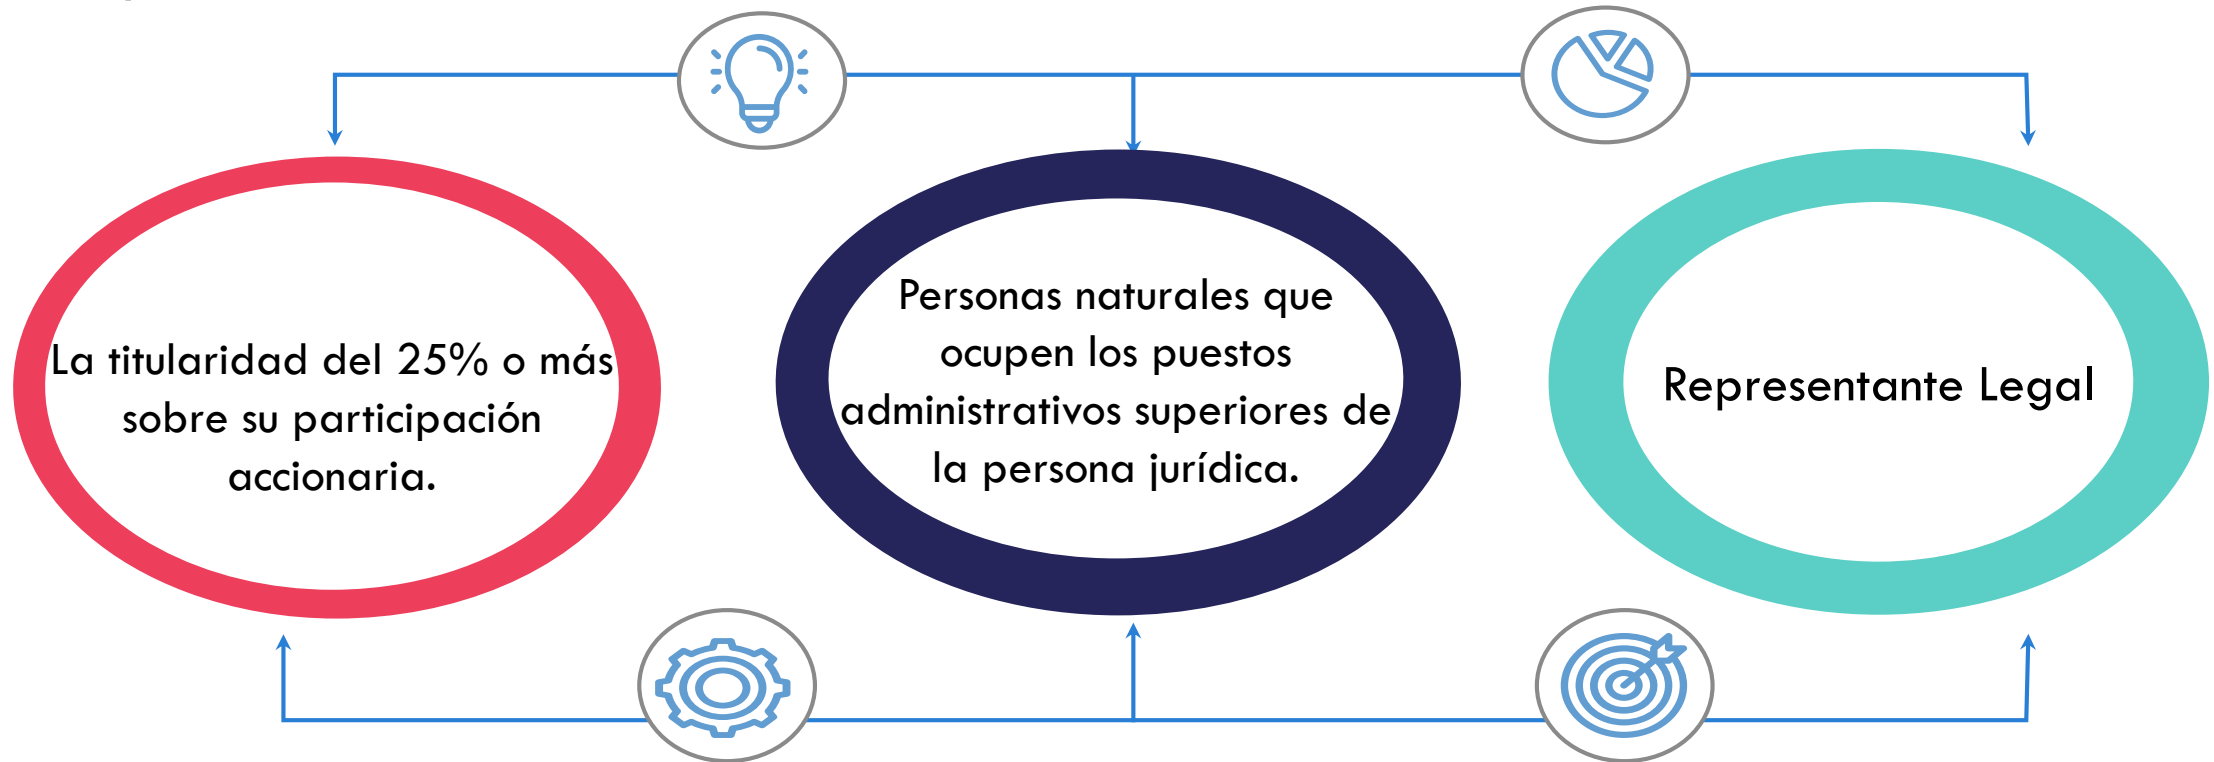 La titularidad del 25% o más
sobre su participación
accionaria.
Personas naturales que
ocupen los puestos
administrativos superiores de
la persona jurídica.
Representante Legal